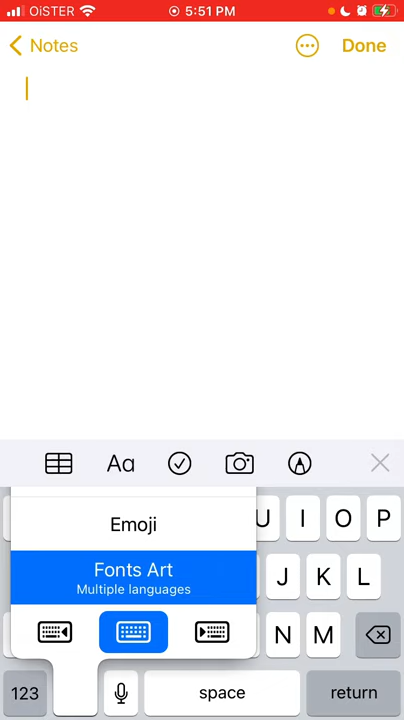 OiSTER 5:51 PM
Notes Done
Aa
Emoji
U I O P
Fonts Art
Multiple languages
J K L
N M
123 space return